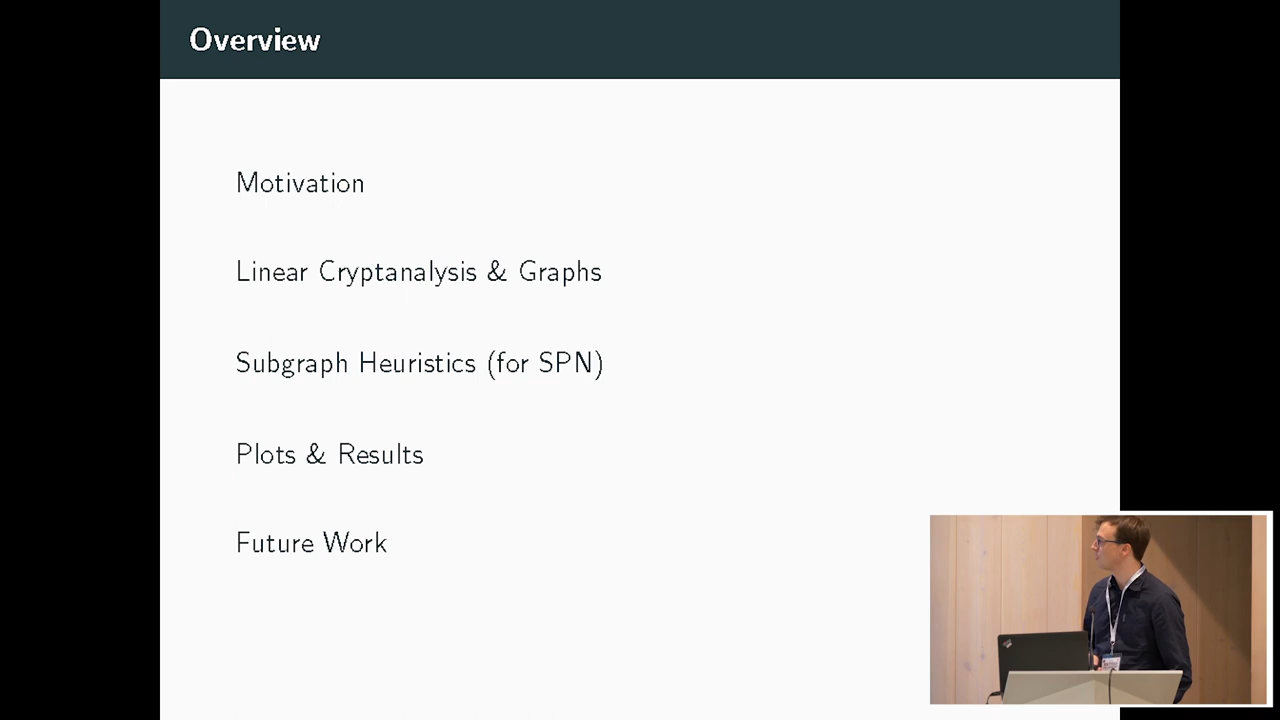 Overview
Motivation
Linear Cryptanalysis & Graphs
Subgraph Heuristics (for SPN)
Plots & Results
Future Work